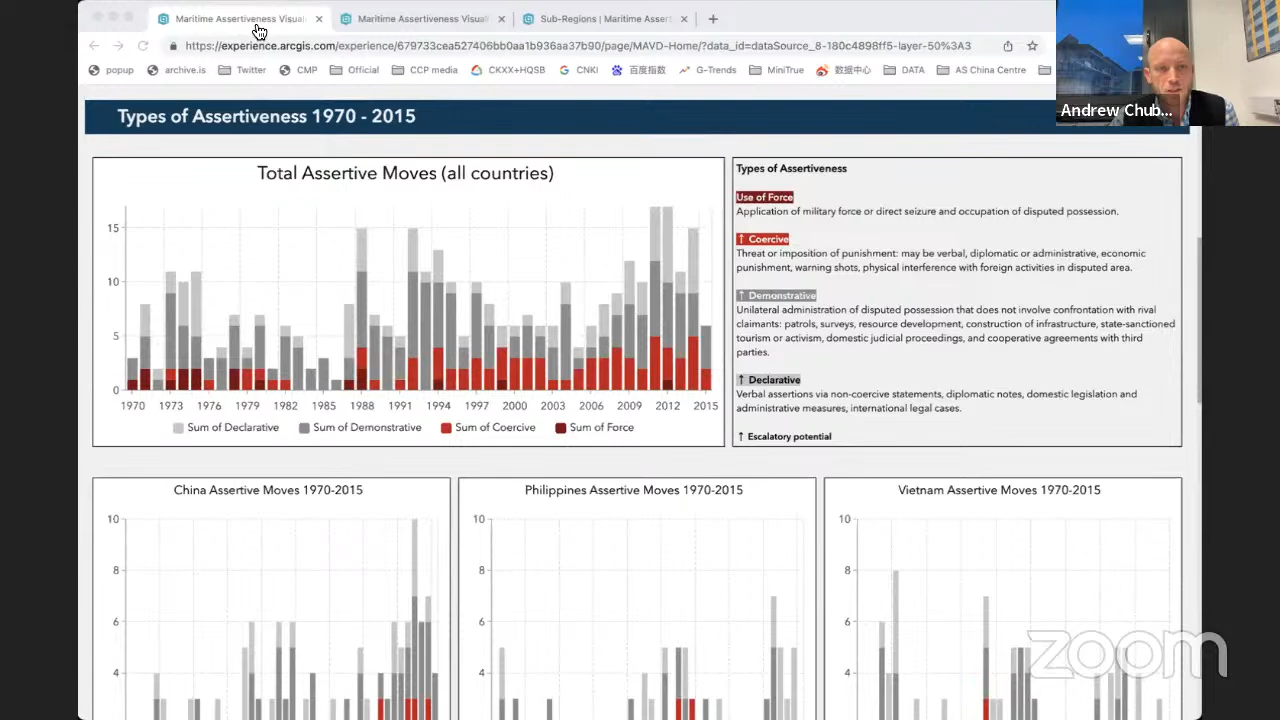 Maritime Assertiveness Visual
Maritime Assertiveness Visual
Sub-Regions | Maritime Assert
https://experience.arcgis.com/experience/679733cea527406bb0aa1b936aa37b90/page/MAVD-Home/?data_id=dataSource_8-180c4898ff5-layer-50%3A3
popup archive.is Twitter CMP Official CCP media CKXX+HQSB CNKI 百度指数 G-Trends MiniTrue 数据中心 DATA AS China Centre
Andrew Chub...
Types of Assertiveness 1970 - 2015
Total Assertive Moves (all countries)
15
10
5
0
1970 1973 1976 1979 1982 1985 1988 1991 1994 1997 2000 2003 2006 2009 2012 2015
Sum of Declarative Sum of Demonstrative Sum of Coercive Sum of Force
Types of Assertiveness
Use of Force
Application of military force or direct seizure and occupation of disputed possession.
↑ Coercive
Threat or imposition of punishment: may be verbal, diplomatic or administrative, economic
punishment, warning shots, physical interference with foreign activities in disputed area.
↑ Demonstrative
Unilateral administration of disputed possession that does not involve confrontation with rival
claimants: patrols, surveys, resource development, construction of infrastructure, state-sanctioned
tourism or activism, domestic judicial proceedings, and cooperative agreements with third
parties.
↑ Declarative
Verbal assertions via non-coercive statements, diplomatic notes, domestic legislation and
administrative measures, international legal cases.
↑ Escalatory potential
China Assertive Moves 1970-2015
10
8
6
4
Philippines Assertive Moves 1970-2015
10
8
6
4
Vietnam Assertive Moves 1970-2015
10
8
6
4
zoom